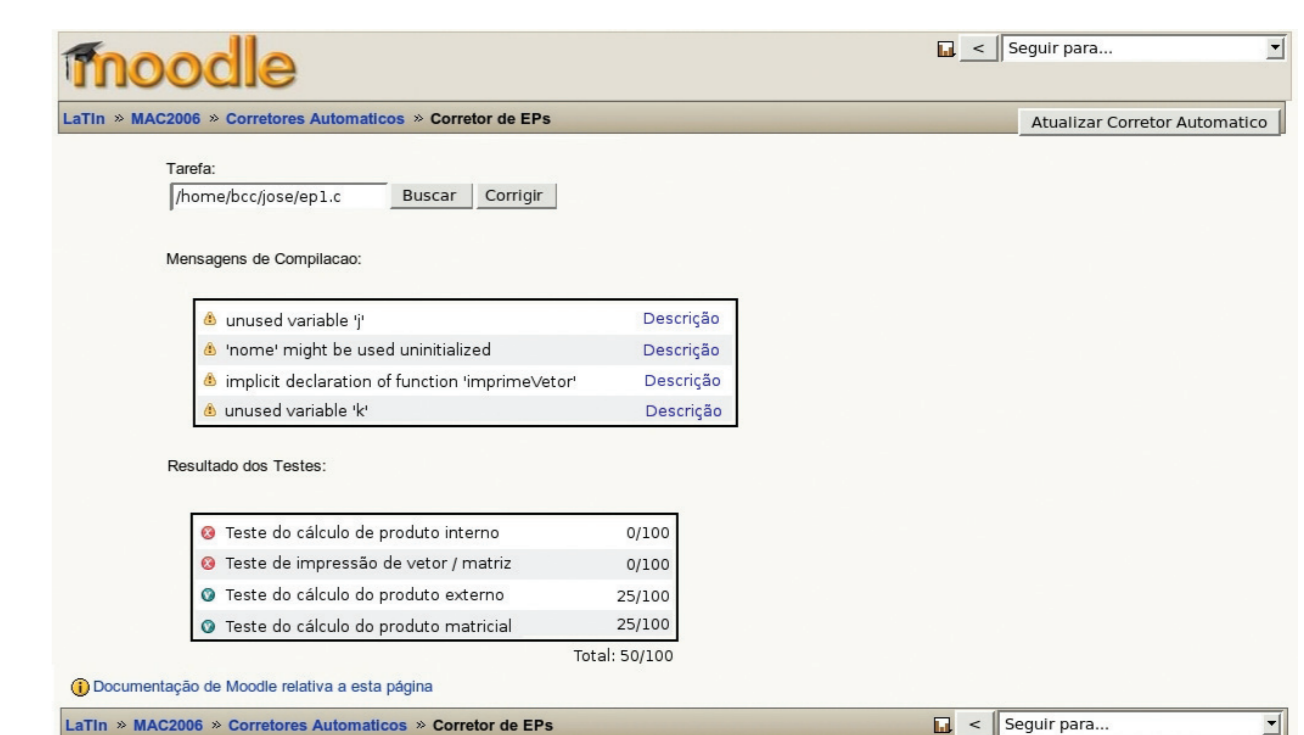 moodle
< Seguir para...
LaTIn » MAC2006 » Corretores Automaticos » Corretor de EPs
Atualizar Corretor Automatico
Tarefa:
/home/bcc/jose/ep1.c Buscar Corrigir
Mensagens de Compilacao:
unused variable 'j' Descrição
'nome' might be used uninitialized Descrição
implicit declaration of function 'imprimeVetor' Descrição
unused variable 'k' Descrição
Resultado dos Testes:
Teste do cálculo de produto interno 0/100
Teste de impressão de vetor / matriz 0/100
Teste do cálculo do produto externo 25/100
Teste do cálculo do produto matricial 25/100
Total: 50/100
Documentação de Moodle relativa a esta página
LaTIn » MAC2006 » Corretores Automaticos » Corretor de EPs < Seguir para...